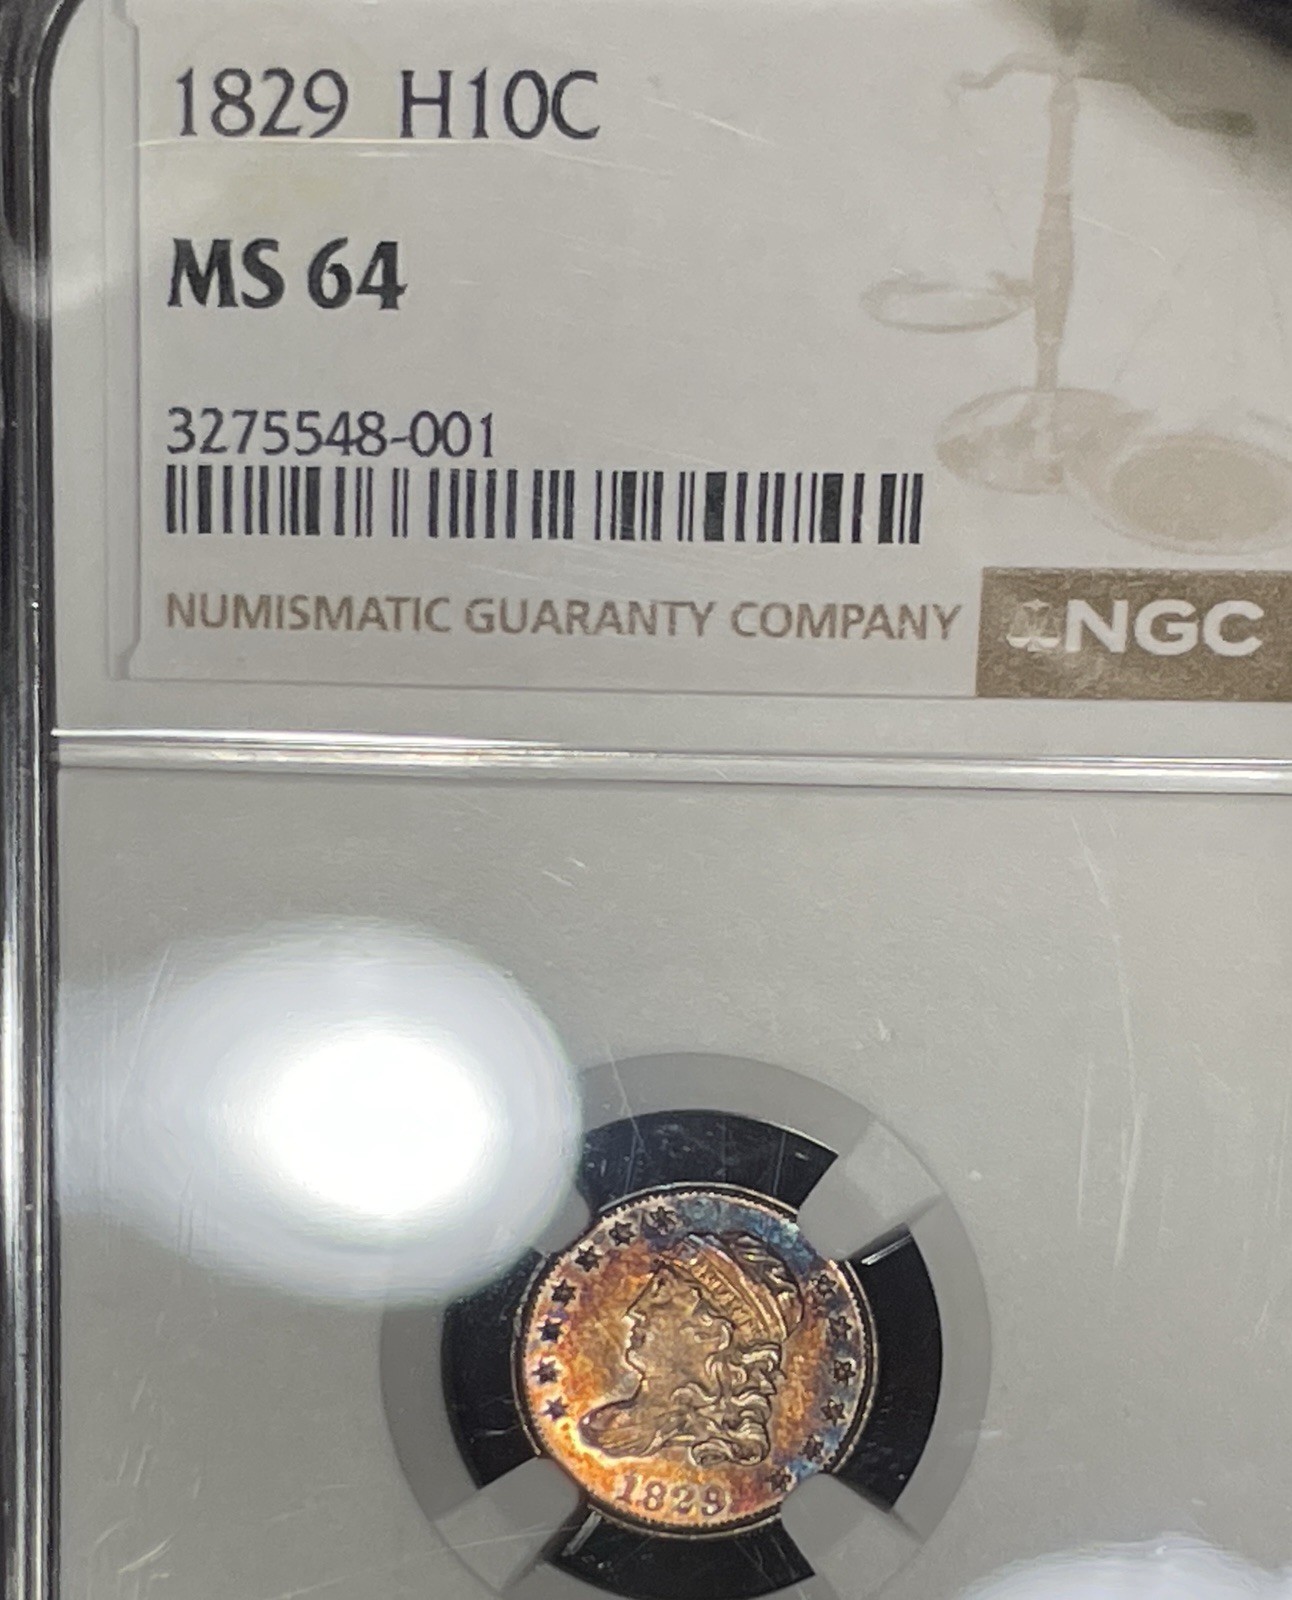 1829 H10C
MS 64
3275548-001
NUMISMATIC GUARANTY COMPANY
NGC
1829